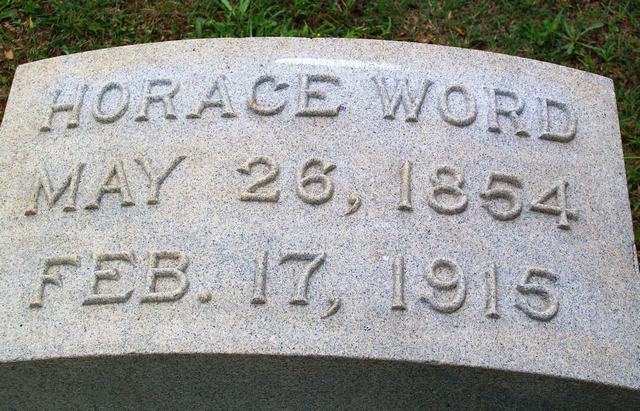 HORACE WORD
MAY 26, 1854
FEB. 17, 1915